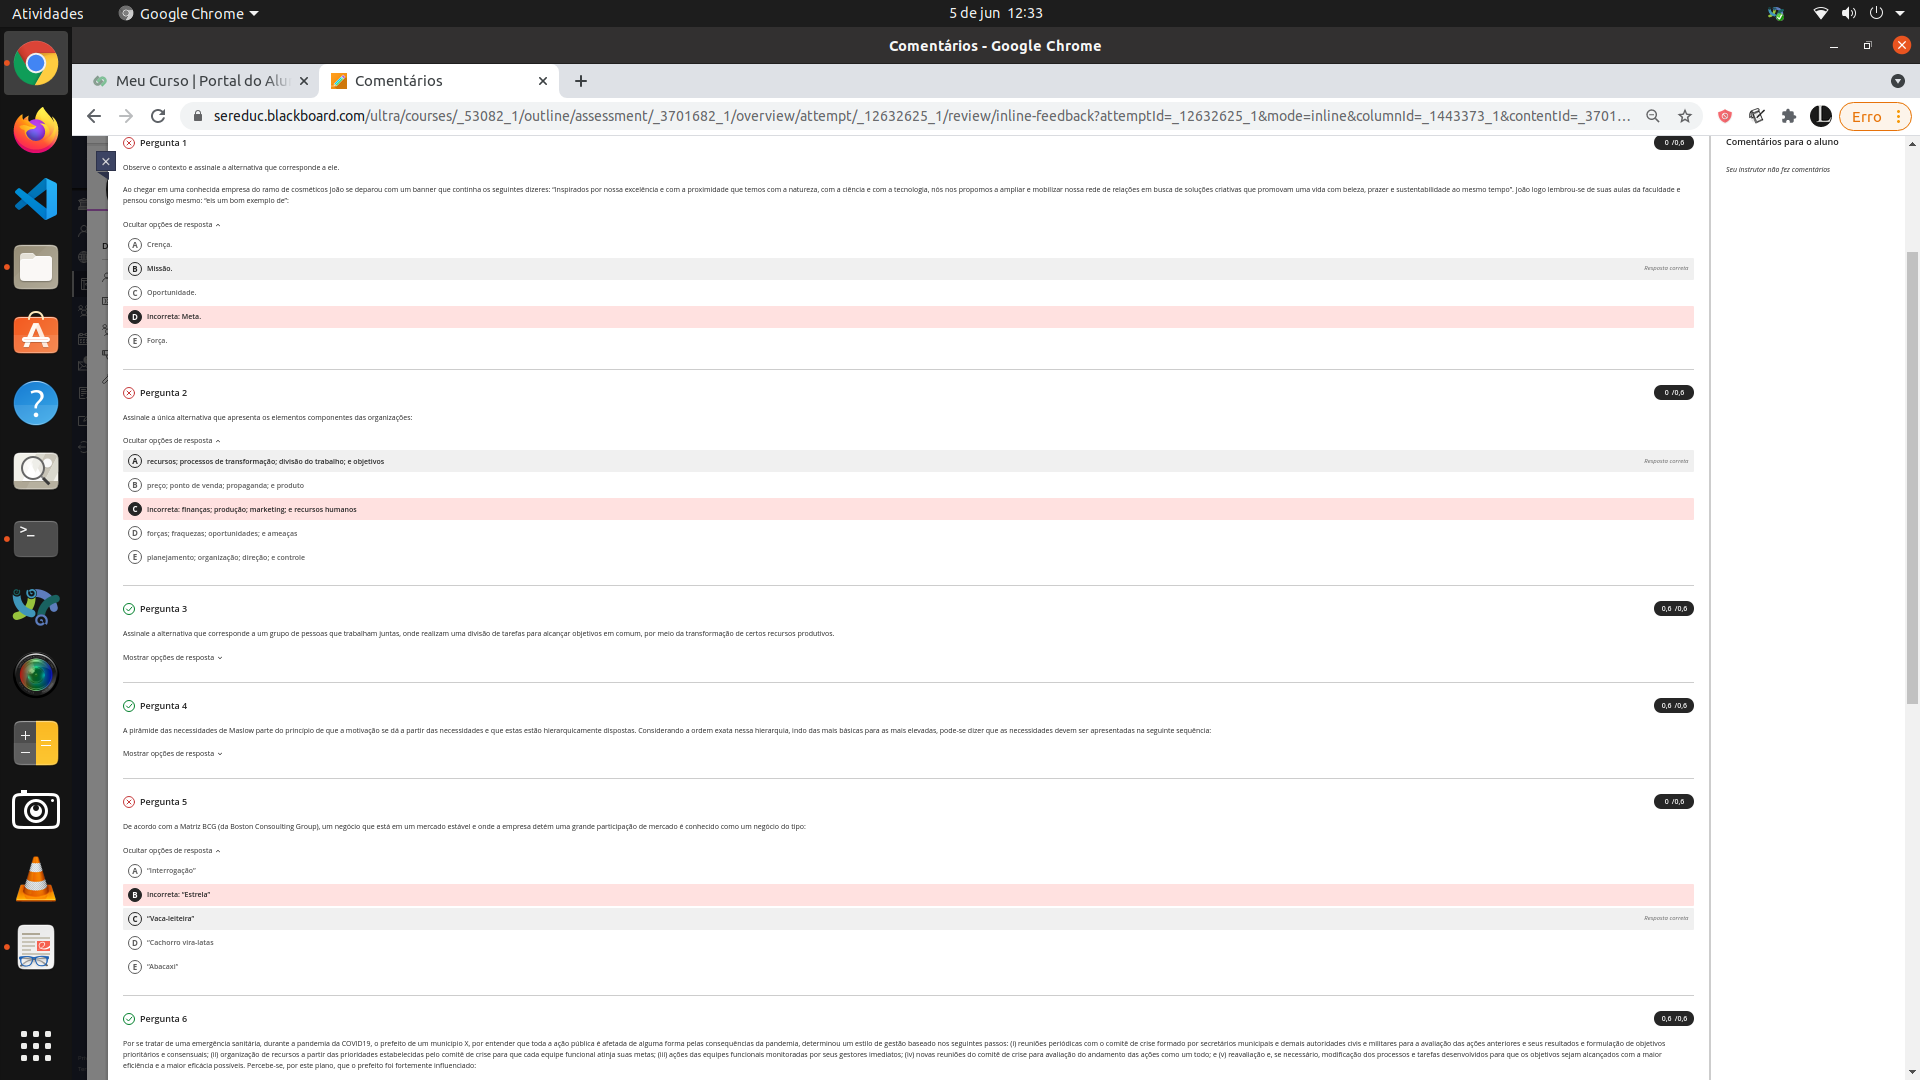 Atividades
Google Chrome
5 de jun 12:33
Comentários - Google Chrome
Meu Curso | Portal do Alu
Comentários
sereduc.blackboard.com/ultra/courses/_53082_1/outline/assessment/_3701682_1/overview/attempt/_12632625_1/review/inline-feedback?attemptId=_12632625_1&mode=inline&columnId=_1443373_1&contentId=_3701...
Erro
Pergunta 1
0 /0,6
Comentários para o aluno
Seu instrutor não fez comentários
Observe o contexto e assinale a alternativa que corresponde a ele.
Ao chegar em uma conhecida empresa do ramo de cosméticos João se deparou com um banner que continha os seguintes dizeres: "Inspirados por nossa excelência e com a proximidade que temos com a natureza, com a ciência e com a tecnologia, nós nos propomos a ampliar e mobilizar nossa rede de relações em busca de soluções criativas que promovam uma vida com beleza, prazer e sustentabilidade ao mesmo tempo". João logo lembrou-se de suas aulas da faculdade e
pensou consigo mesmo: "eis um bom exemplo de":
Ocultar opções de resposta
A Crença.
B Missão.
Resposta correta
C Oportunidade.
D Incorreta: Meta.
E Força.
Pergunta 2
0 /0,6
Assinale a única alternativa que apresenta os elementos componentes das organizações:
Ocultar opções de resposta
A recursos; processos de transformação; divisão do trabalho; e objetivos
Resposta correta
B preço; ponto de venda; propaganda; e produto
C Incorreta: finanças; produção; marketing; e recursos humanos
D forças; fraquezas; oportunidades; e ameaças
E planejamento; organização; direção; e controle
Pergunta 3
0,6 /0,6
Assinale a alternativa que corresponde a um grupo de pessoas que trabalham juntas, onde realizam uma divisão de tarefas para alcançar objetivos em comum, por meio da transformação de certos recursos produtivos.
Mostrar opções de resposta
Pergunta 4
0,6 /0,6
A pirâmide das necessidades de Maslow parte do princípio de que a motivação se dá a partir das necessidades e que estas estão hierarquicamente dispostas. Considerando a ordem exata nessa hierarquia, indo das mais básicas para as mais elevadas, pode-se dizer que as necessidades devem ser apresentadas na seguinte sequência:
Mostrar opções de resposta
Pergunta 5
0 /0,6
De acordo com a Matriz BCG (da Boston Consoulting Group), um negócio que está em um mercado estável e onde a empresa detém uma grande participação de mercado é conhecido como um negócio do tipo:
Ocultar opções de resposta
A "Interrogação"
B Incorreta: "Estrela"
C "Vaca-leiteira"
Resposta correta
D "Cachorro vira-latas
E "Abacaxi"
Pergunta 6
0,6 /0,6
Por se tratar de uma emergência sanitária, durante a pandemia da COVID19, o prefeito de um município X, por entender que toda a ação pública é afetada de alguma forma pelas consequências da pandemia, determinou um estilo de gestão baseado nos seguintes passos: (i) reuniões periódicas com o comitê de crise formado por secretários municipais e demais autoridades civis e militares para a avaliação das ações anteriores e seus resultados e formulação de objetivos
prioritários e consensuais; (ii) organização de recursos a partir das prioridades estabelecidas pelo comitê de crise para que cada equipe funcional atinja suas metas; (iii) ações das equipes funcionais monitoradas por seus gestores imediatos; (iv) novas reuniões do comitê de crise para avaliação do andamento das ações como um todo; e (v) reavaliação e, se necessário, modificação dos processos e tarefas desenvolvidos para que os objetivos sejam alcançados com a maior
eficiência e a maior eficácia possíveis. Percebe-se, por este plano, que o prefeito foi fortemente influenciado: